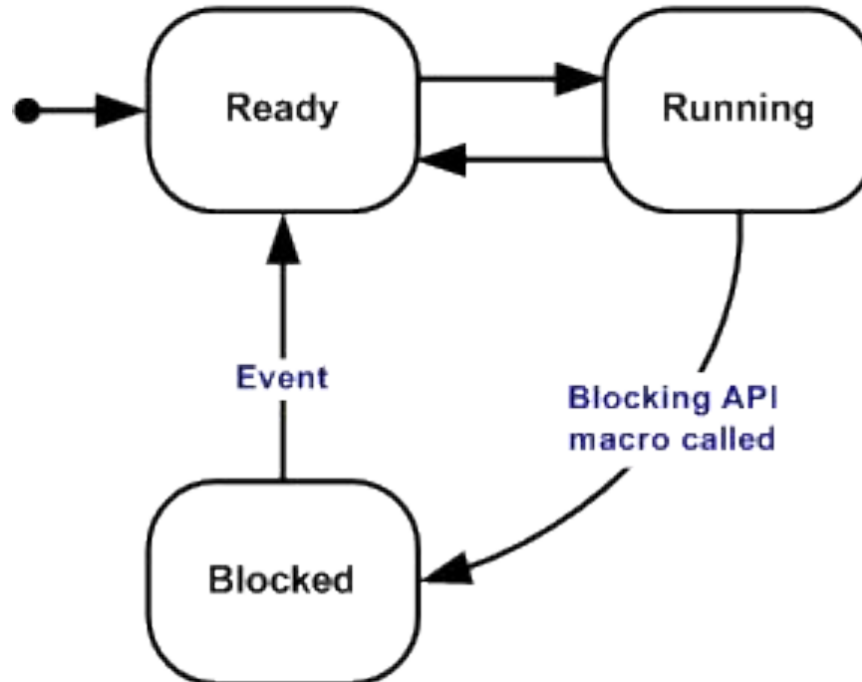 Ready
Running
Event
Blocking API
macro called
Blocked